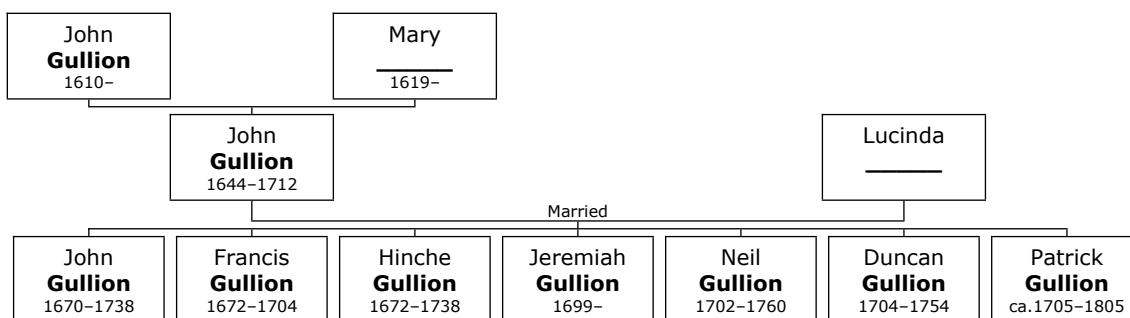 John
Gullion
1610–
Mary
1619–
John
Gullion
1644–1712
Lucinda
Married
John
Gullion
1670–1738
Francis
Gullion
1672–1704
Hinche
Gullion
1672–1738
Jeremiah
Gullion
1699–
Neil
Gullion
1702–1760
Duncan
Gullion
1704–1754
Patrick
Gullion
ca.1705–1805